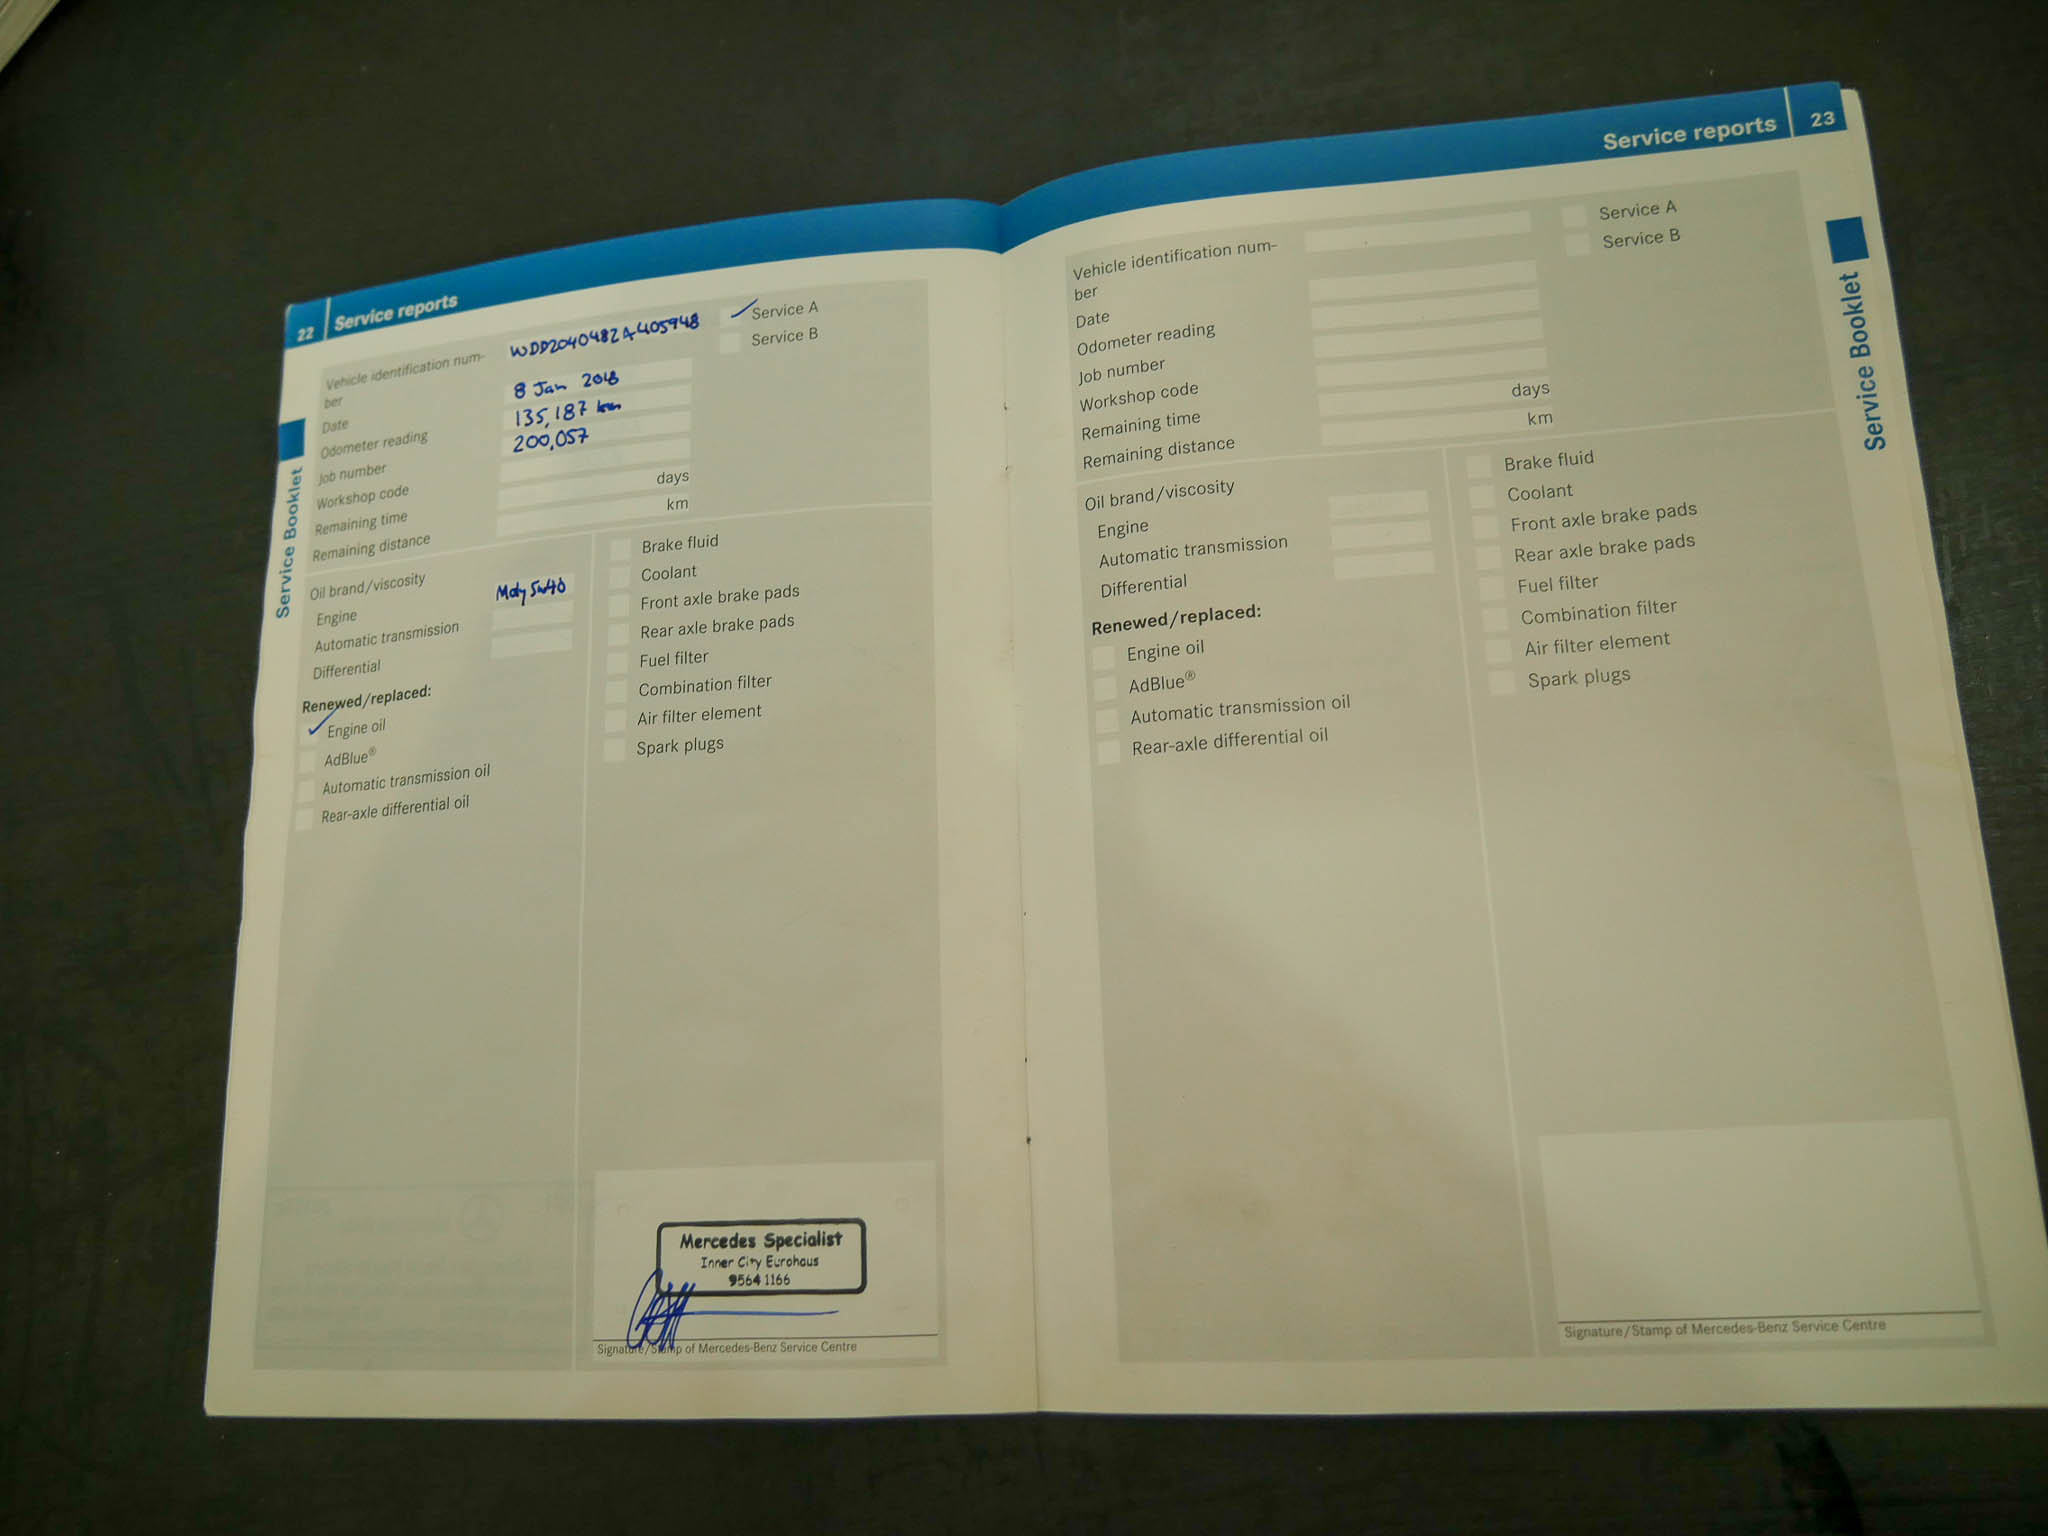 22 Service reports
Vehicle identification num-
ber
WDD2040482A405948
Service A
Service B
Date
8 Jan 2018
Odometer reading
135,187 km
Job number
200,057
Workshop code
Remaining time
days
Remaining distance
km
Oil brand/viscosity
Engine
5w40
Automatic transmission
Differential
Renewed/replaced:
Engine oil
AdBlue®
Automatic transmission oil
Rear-axle differential oil
Brake fluid
Coolant
Front axle brake pads
Rear axle brake pads
Fuel filter
Combination filter
Air filter element
Spark plugs
Mercedes Specialist
Inner City Eurohaus
9564 1166
Signature/Stamp of Mercedes-Benz Service Centre
Service Booklet
Service reports 23
Vehicle identification num-
ber
Service A
Service B
Date
Odometer reading
Job number
Workshop code
Remaining time
days
Remaining distance
km
Oil brand/viscosity
Engine
Automatic transmission
Differential
Renewed/replaced:
Engine oil
AdBlue®
Automatic transmission oil
Rear-axle differential oil
Brake fluid
Coolant
Front axle brake pads
Rear axle brake pads
Fuel filter
Combination filter
Air filter element
Spark plugs
Signature/Stamp of Mercedes-Benz Service Centre
Service Booklet